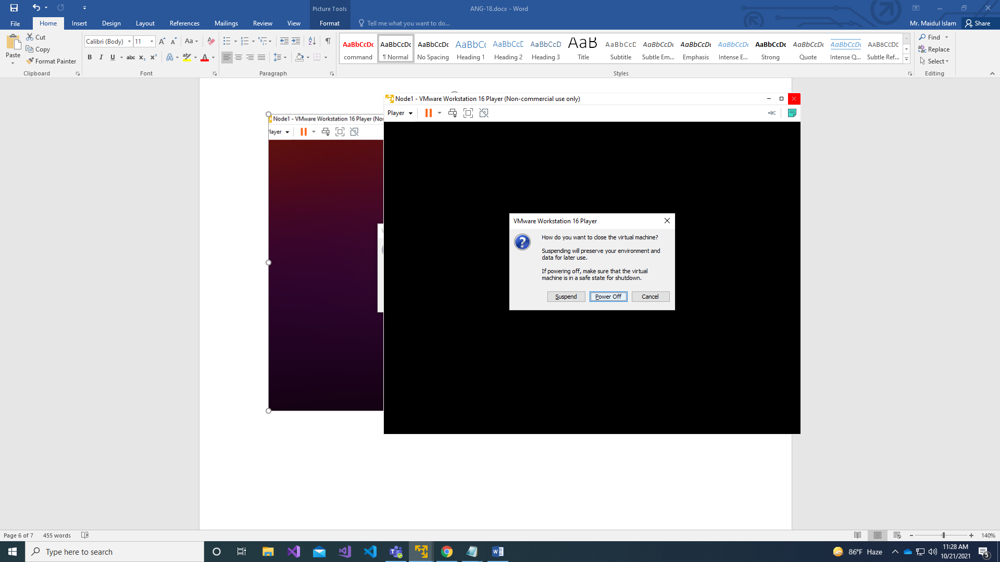 Picture Tools
ANG-18.docx - Word
File Home Insert Design Layout References Mailings Review View Format Tell me what you want to do...
Mr. Maidul Islam Share
Paste
Cut
Copy
Format Painter
Clipboard
Calibri (Body) 11
Aa
B I U abc x₂ x²
A A
Font
Paragraph
AaBbCcDc AaBbCcDc AaBbCcDc AaBbCc AaBbCcD AaBbCcD AaB AaBbCcD AaBbCcDc AaBbCcDc AaBbCcDc AaBbCcDc AaBbCcDc AaBbCcDc AABBCCDE
command ¶ Normal No Spacing Heading 1 Heading 2 Heading 3 Title Subtitle Subtle Em... Emphasis Intense E... Strong Quote Intense Q... Subtle Ref...
Styles
Find
Replace
Select
Editing
Node1 - VMware Workstation 16 Player (Non-commercial use only)
Player
Node1 - VMware Workstation 16 Player (Nor
layer
VMware Workstation 16 Player
How do you want to close the virtual machine?
Suspending will preserve your environment and
data for later use.
If powering off, make sure that the virtual
machine is in a safe state for shutdown.
Suspend Power Off Cancel
Page 6 of 7 455 words
140%
Type here to search
86°F Haze
11:28 AM
10/21/2021
5